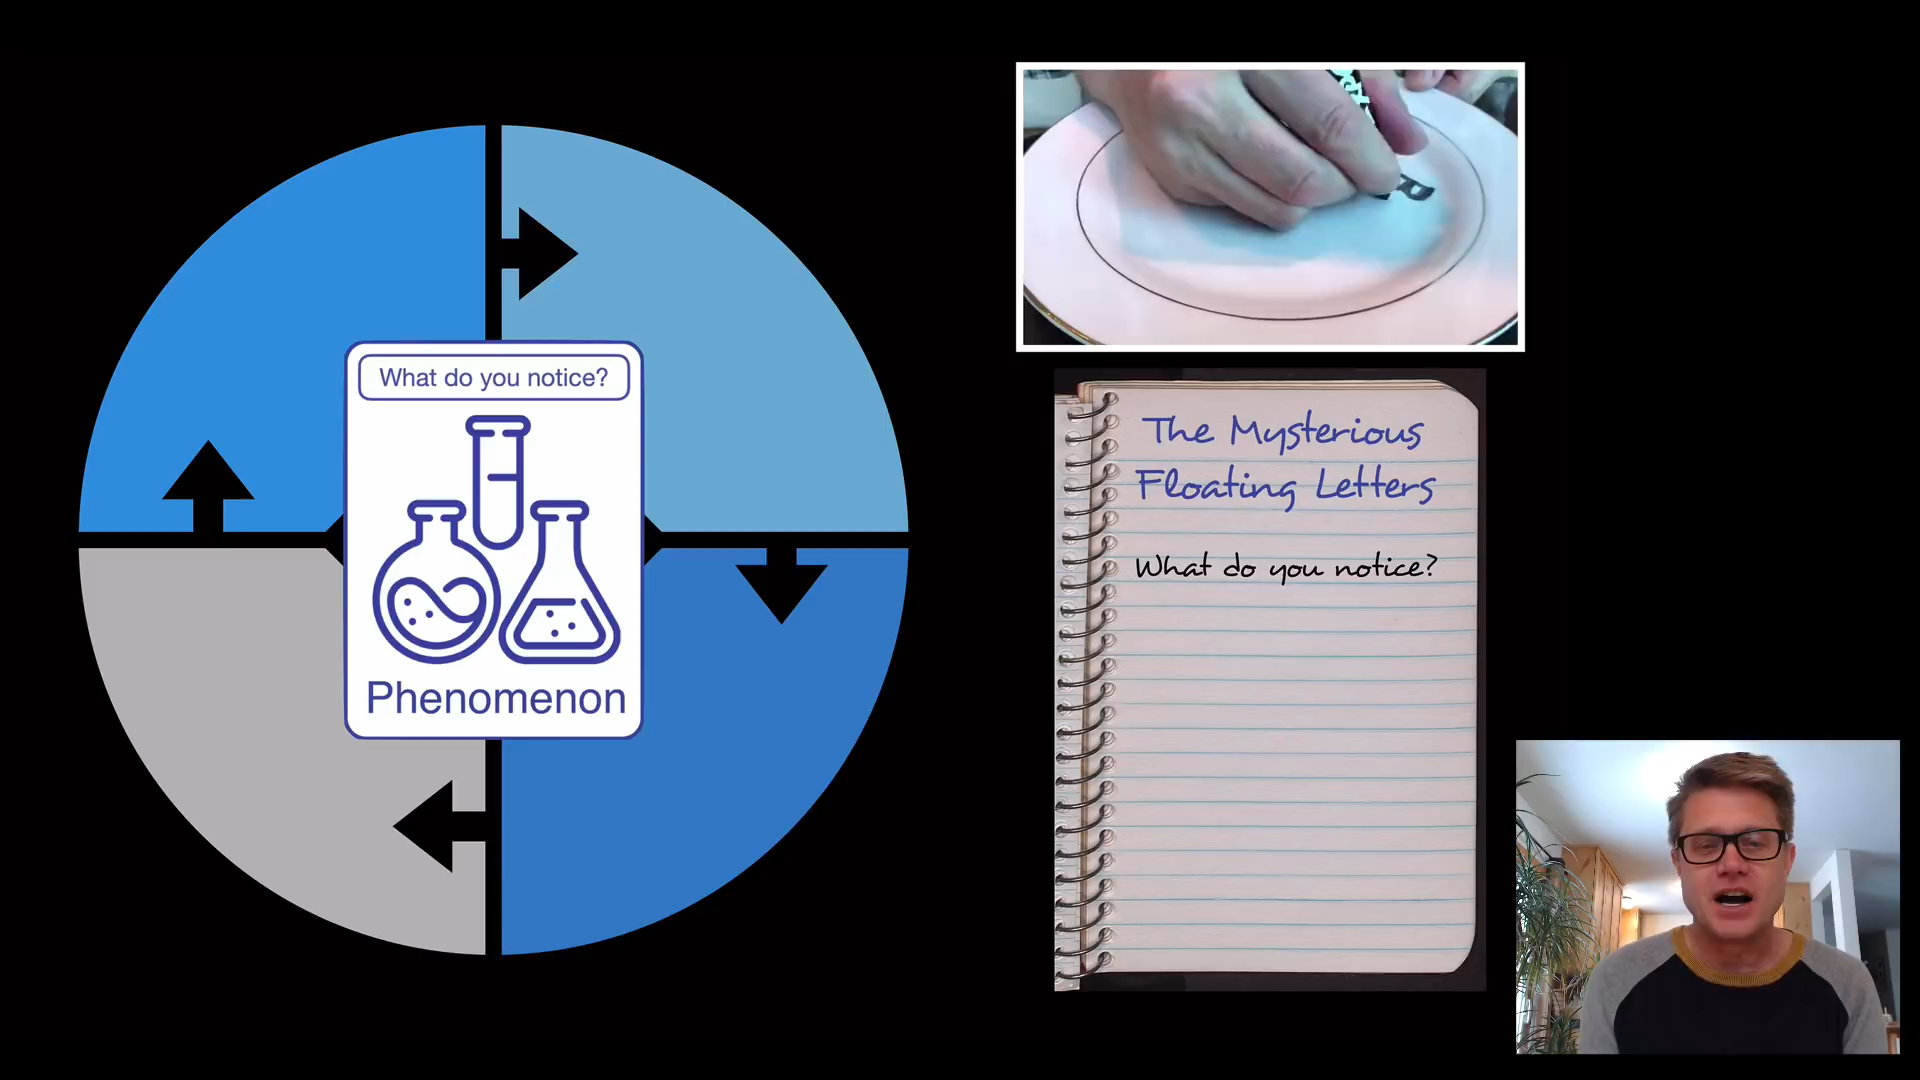 What do you notice?
Phenomenon
R
The Mysterious
Floating Letters
What do you notice?